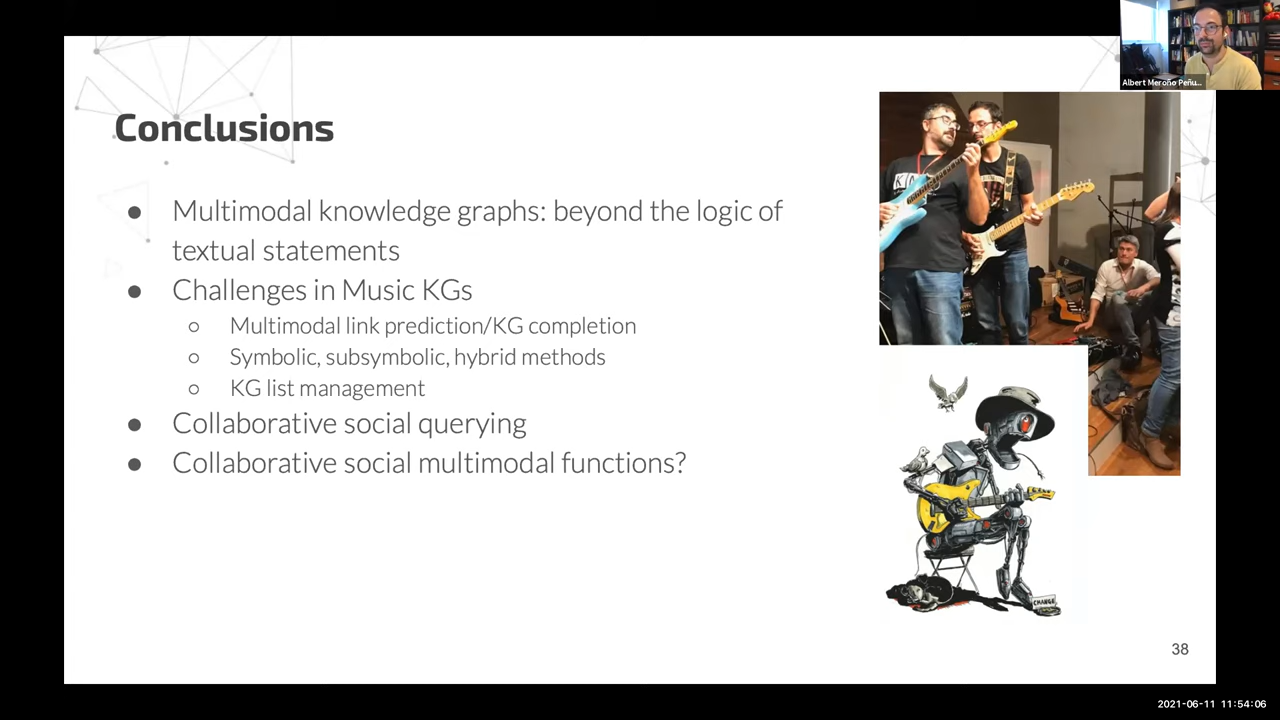 Albert Meroño Peñu...
Conclusions
● Multimodal knowledge graphs: beyond the logic of
textual statements
● Challenges in Music KGs
○ Multimodal link prediction/KG completion
○ Symbolic, subsymbolic, hybrid methods
○ KG list management
● Collaborative social querying
● Collaborative social multimodal functions?
CHANGE
38
2021-06-11 11:54:06